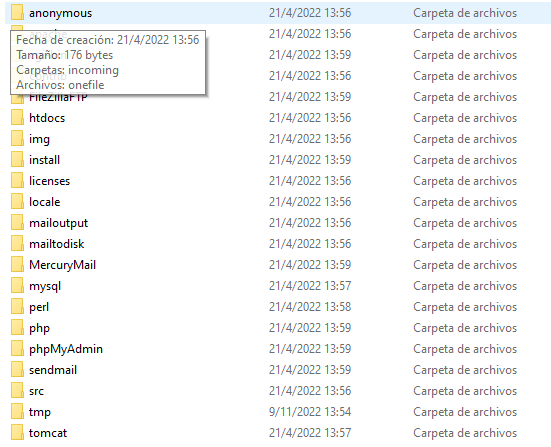 anonymous 21/4/2022 13:56 Carpeta de archivos
21/4/2022 13:56 Carpeta de archivos
Fecha de creación: 21/4/2022 13:56
Tamaño: 176 bytes
Carpetas: incoming
Archivos: onefile
21/4/2022 13:59 Carpeta de archivos
21/4/2022 13:56 Carpeta de archivos
FileZillaFTP 21/4/2022 13:59 Carpeta de archivos
htdocs 21/4/2022 13:56 Carpeta de archivos
img 21/4/2022 13:56 Carpeta de archivos
install 21/4/2022 13:59 Carpeta de archivos
licenses 21/4/2022 13:56 Carpeta de archivos
locale 21/4/2022 13:56 Carpeta de archivos
mailoutput 21/4/2022 13:56 Carpeta de archivos
mailtodisk 21/4/2022 13:56 Carpeta de archivos
MercuryMail 21/4/2022 13:59 Carpeta de archivos
mysql 21/4/2022 13:57 Carpeta de archivos
perl 21/4/2022 13:58 Carpeta de archivos
php 21/4/2022 13:59 Carpeta de archivos
phpMyAdmin 21/4/2022 13:59 Carpeta de archivos
sendmail 21/4/2022 13:59 Carpeta de archivos
src 21/4/2022 13:56 Carpeta de archivos
tmp 9/11/2022 13:54 Carpeta de archivos
tomcat 21/4/2022 13:57 Carpeta de archivos